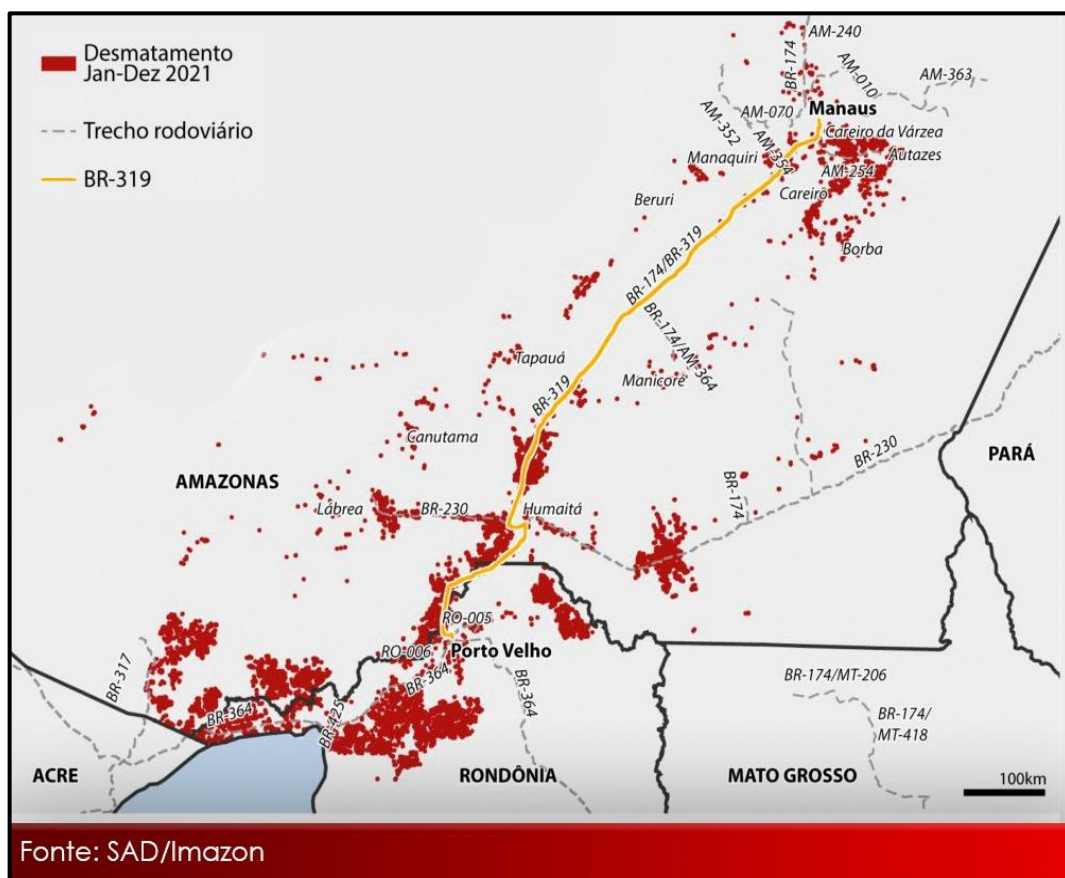 Desmatamento
Jan-Dez 2021
Trecho rodoviário
BR-319
AM-240
BR-174
AM-010
AM-363
Manaus
AM-070
AM-352
AM-354
Careiro da Várzea
Autazes
Manaquiri
AM-254
Careiro
Beruri
Borba
BR-174/BR-319
BR-174/AM-364
Tapauá
Manicoré
BR-319
Canutama
BR-230
PARÁ
AMAZONAS
BR-174
Lábrea
BR-230
Humaitá
RO-005
Porto Velho
RO-006
BR-364
BR-317
BR-364
BR-425
BR-364
BR-174/MT-206
BR-174/
MT-418
ACRE
RONDÔNIA
MATO GROSSO
100km
Fonte: SAD/Imazon